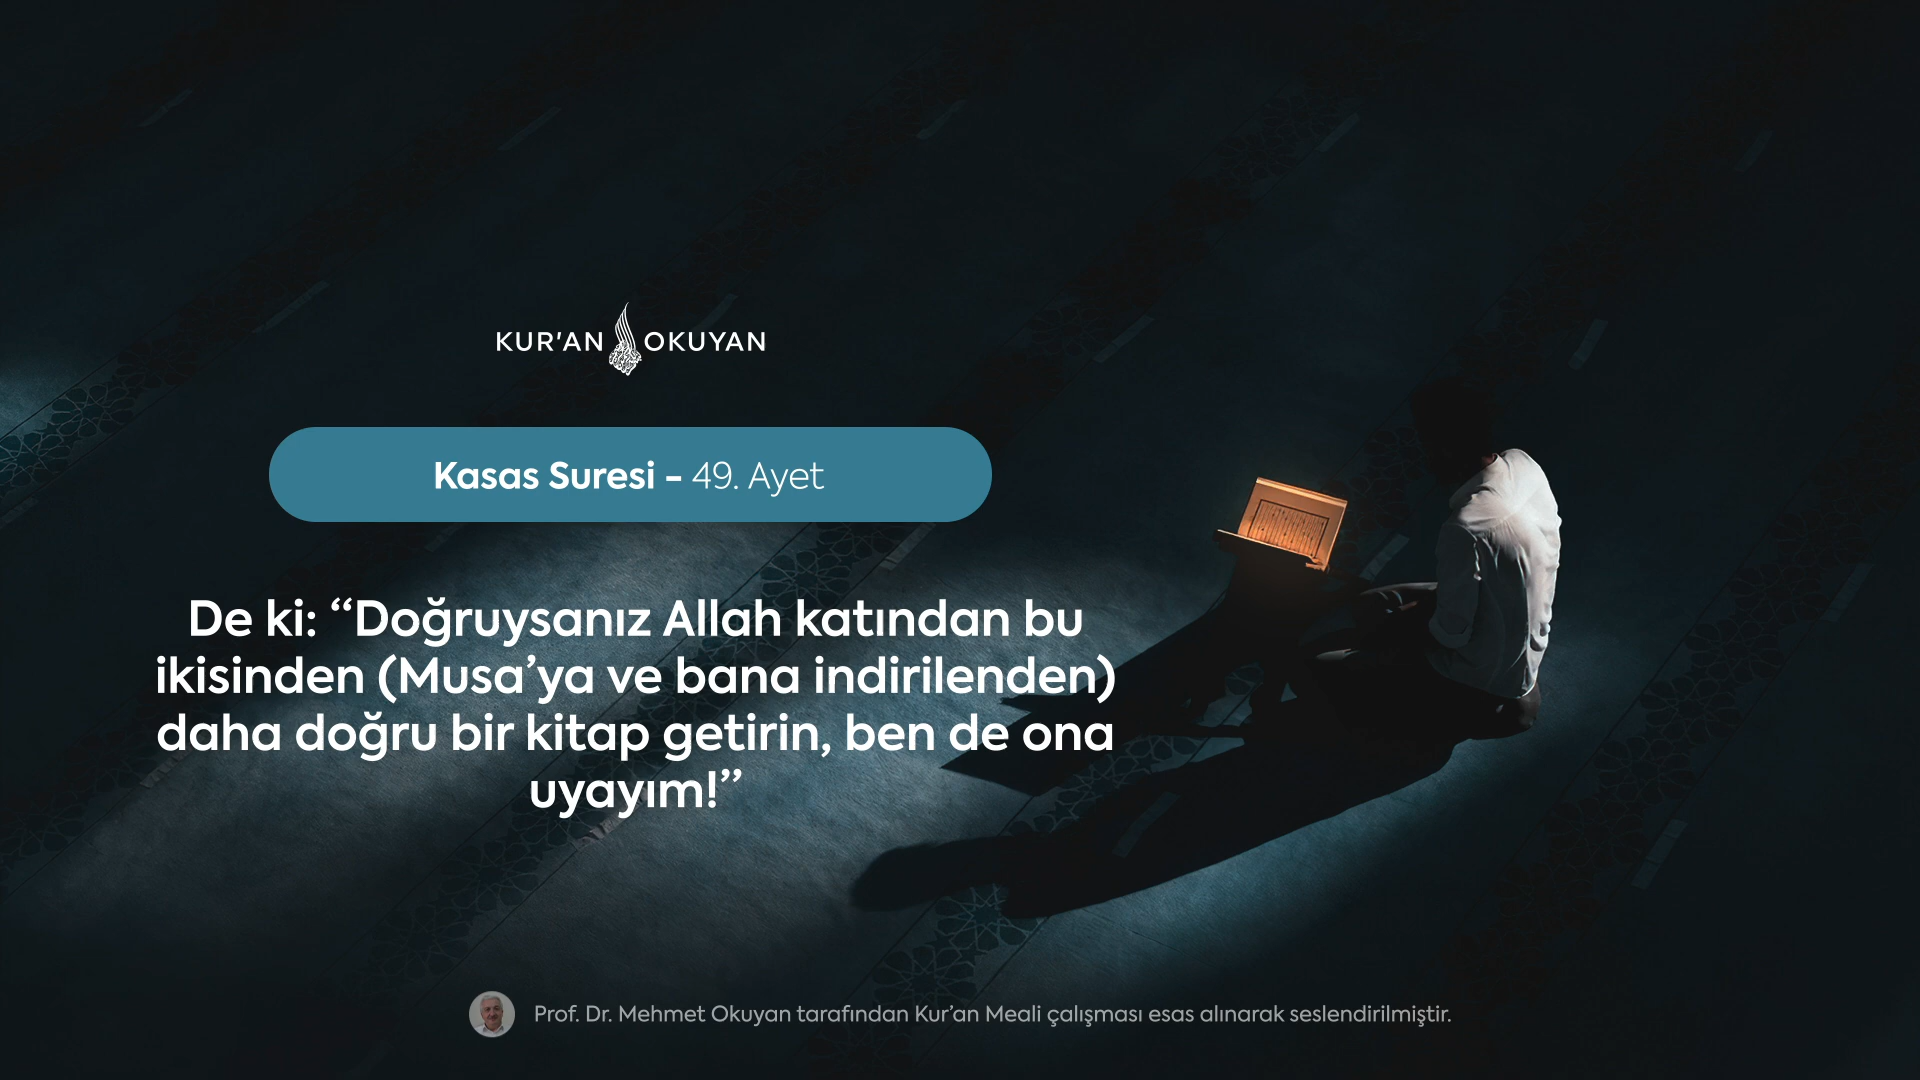 KUR'AN OKUYAN
Kasas Suresi - 49. Ayet
De ki: “Doğruysanız Allah katından bu
ikisinden (Musa’ya ve bana indirilenden)
daha doğru bir kitap getirin, ben de ona
uyayım!”
Prof. Dr. Mehmet Okuyan tarafından Kur’an Meali çalışması esas alınarak seslendirilmiştir.